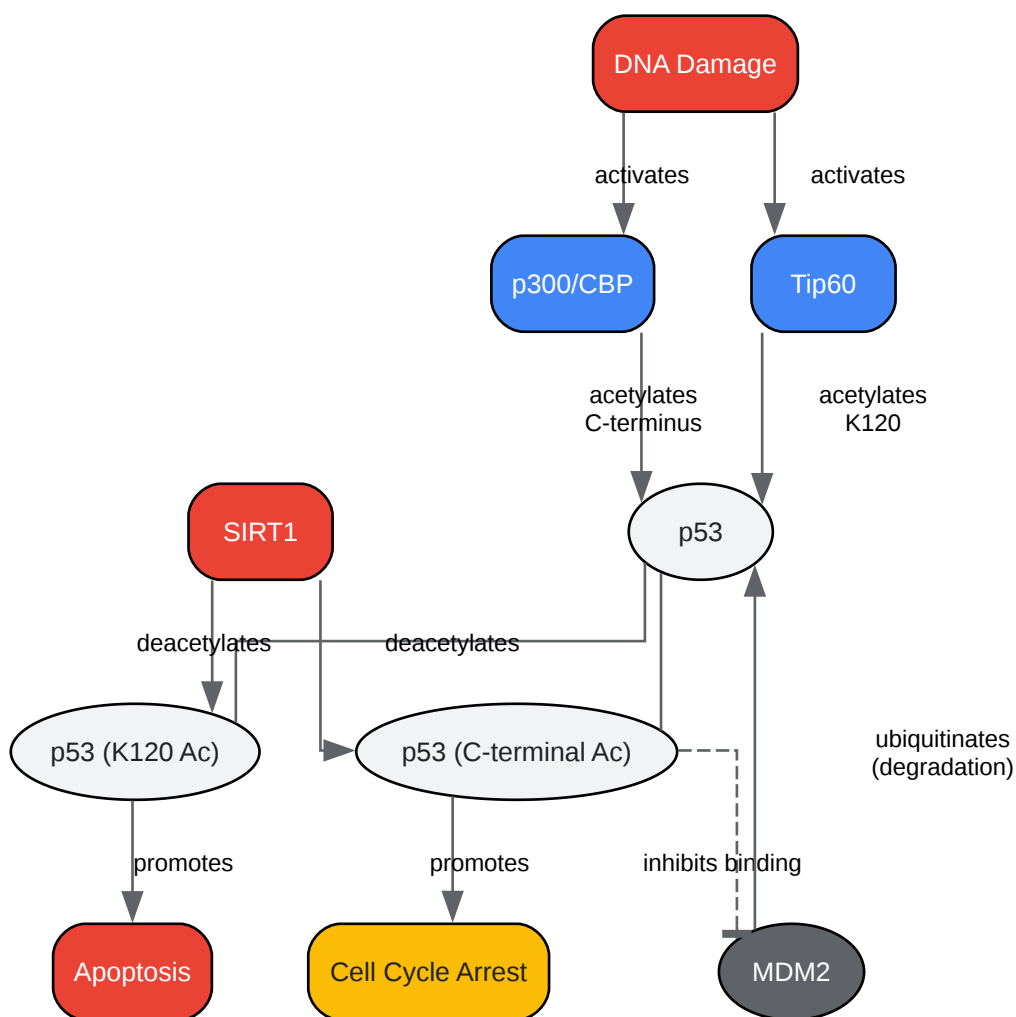 DNA Damage
activates
activates
p300/CBP
Tip60
acetylates
C-terminus
acetylates
K120
SIRT1
p53
deacetylates
deacetylates
p53 (K120 Ac)
p53 (C-terminal Ac)
ubiquitinates
(degradation)
promotes
promotes
inhibits binding
Apoptosis
Cell Cycle Arrest
MDM2